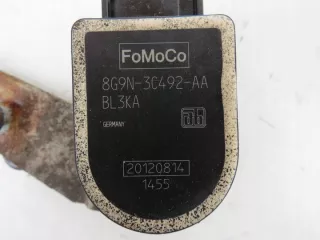 FoMoCo
8G9N-3C492-AA
BL3KA
GERMANY
20120814
1455